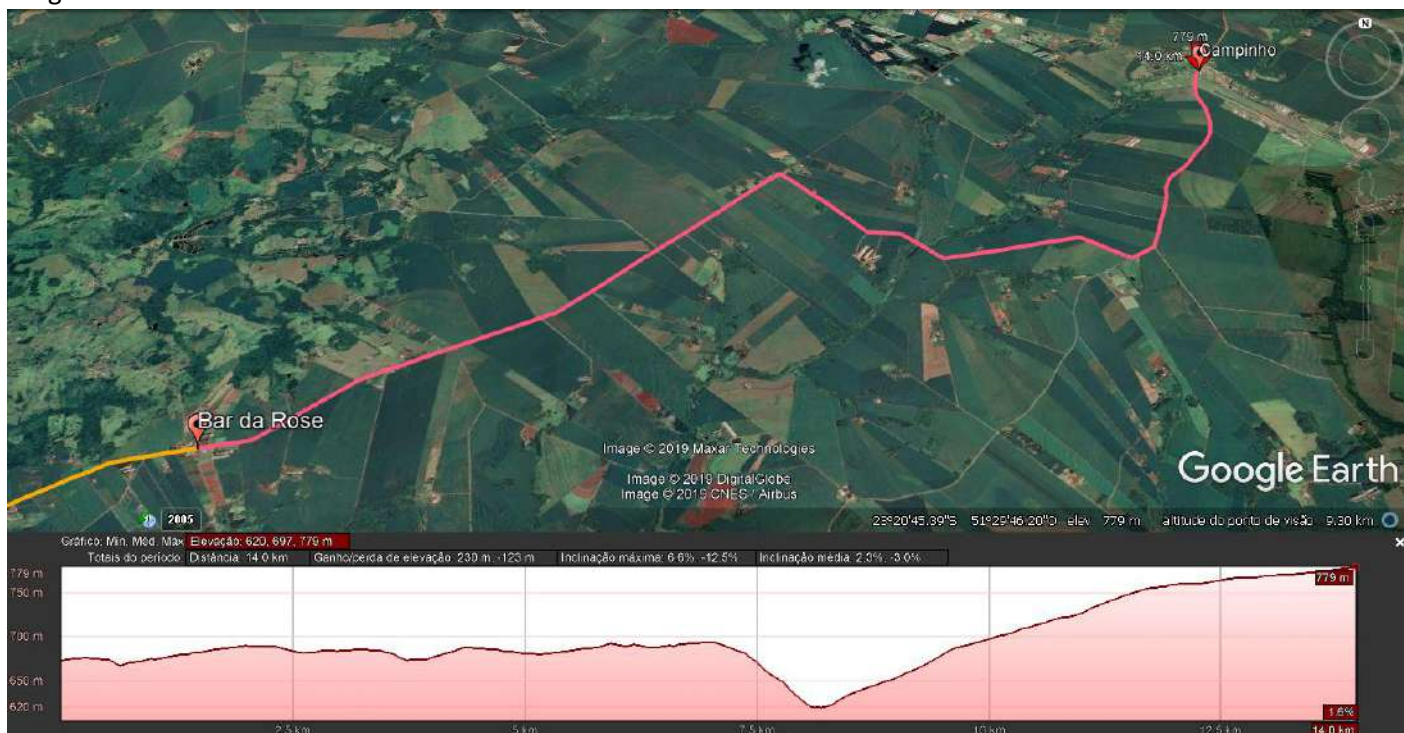 N
779 m
14.0 km
Campinho
Bar da Rose
Image © 2019 Maxar Technologies
Image © 2019 DigitalGlobe
Image © 2019 CNES / Airbus
Google Earth
2005
23°20'45.39"S 51°29'46.20"O elev 779 m altitude do ponto de visão 9.30 km
Gráfico: Mín, Méd, Máx Elevação: 620, 697, 779 m
Totais do período Distância: 14.0 km Ganho/perda de elevação: 230 m, -123 m Inclinação máxima: 6.6%, -12.5% Inclinação média: 2.3%, -3.0%
779 m
779 m
750 m
700 m
650 m
620 m
1.6%
2.5 km
5 km
7.5 km
10 km
12.5 km
14.0 km